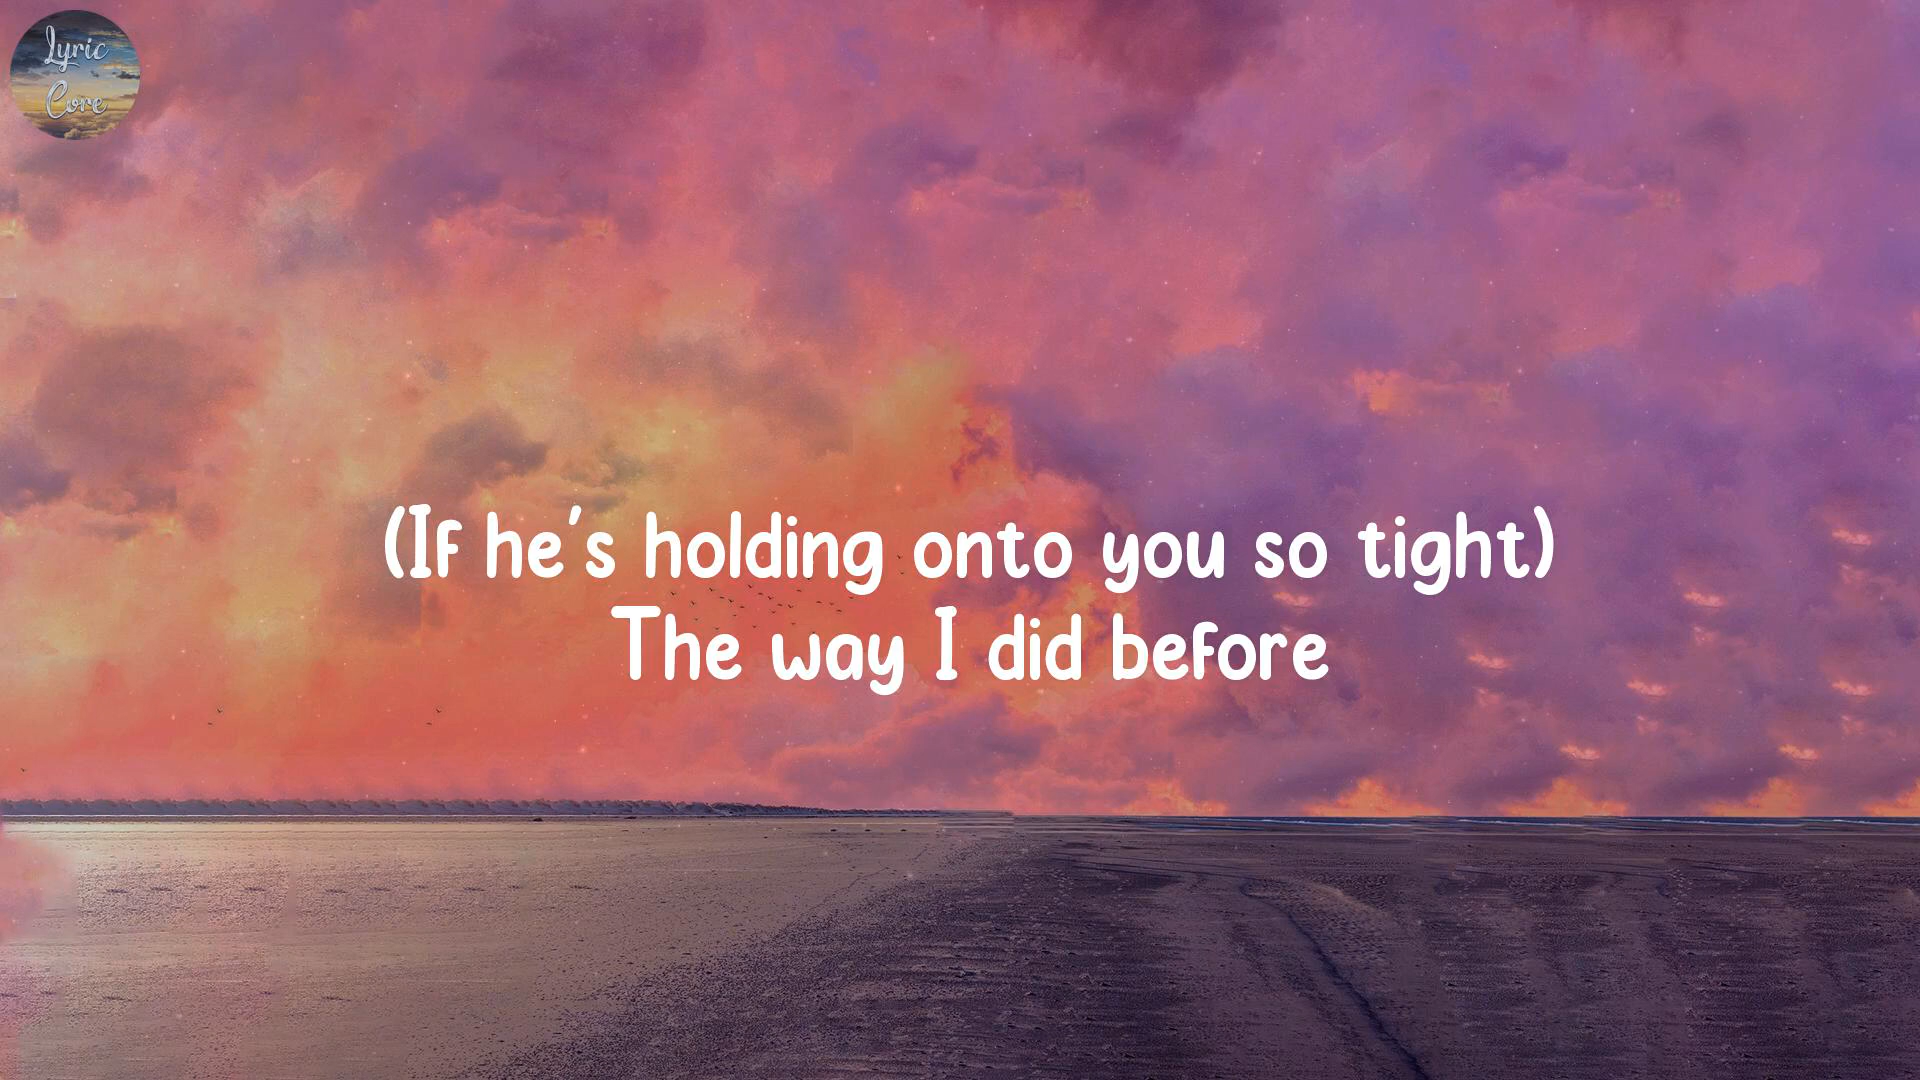 Lyric
Core
(If he's holding onto you so tight)
The way I did before